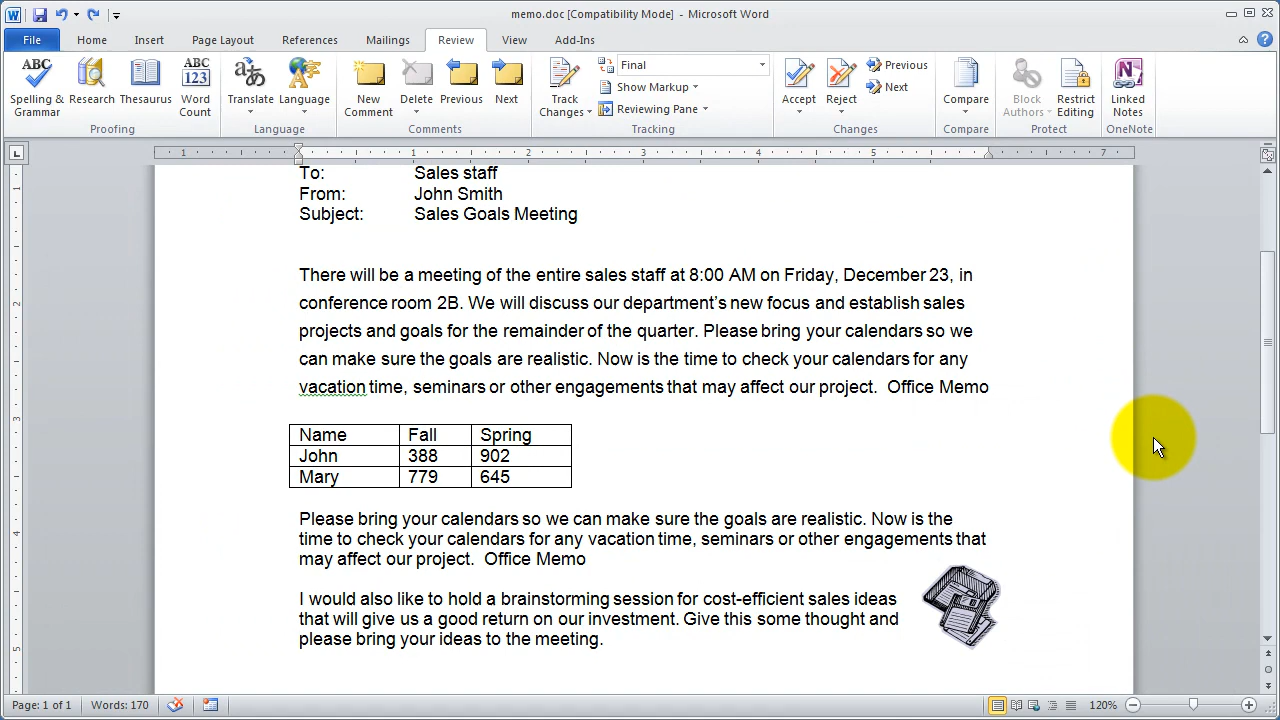 memo.doc [Compatibility Mode] - Microsoft Word
File Home Insert Page Layout References Mailings Review View Add-Ins
ABC Spelling & Grammar
Research
Thesaurus
ABC 123 Word Count
Proofing
Translate
Language
Language
New Comment
Delete
Previous
Next
Comments
Track Changes
Final
Show Markup
Reviewing Pane
Tracking
Accept
Reject
Previous
Next
Changes
Compare
Compare
Block Authors
Restrict Editing
Protect
Linked Notes
OneNote
1 1 2 3 4 5 7
To: Sales staff
From: John Smith
Subject: Sales Goals Meeting
There will be a meeting of the entire sales staff at 8:00 AM on Friday, December 23, in
conference room 2B. We will discuss our department’s new focus and establish sales
projects and goals for the remainder of the quarter. Please bring your calendars so we
can make sure the goals are realistic. Now is the time to check your calendars for any
vacation time, seminars or other engagements that may affect our project.  Office Memo
Name Fall Spring
John 388 902
Mary 779 645
Please bring your calendars so we can make sure the goals are realistic. Now is the
time to check your calendars for any vacation time, seminars or other engagements that
may affect our project.  Office Memo
I would also like to hold a brainstorming session for cost-efficient sales ideas
that will give us a good return on our investment. Give this some thought and
please bring your ideas to the meeting.
Page: 1 of 1 Words: 170 120%